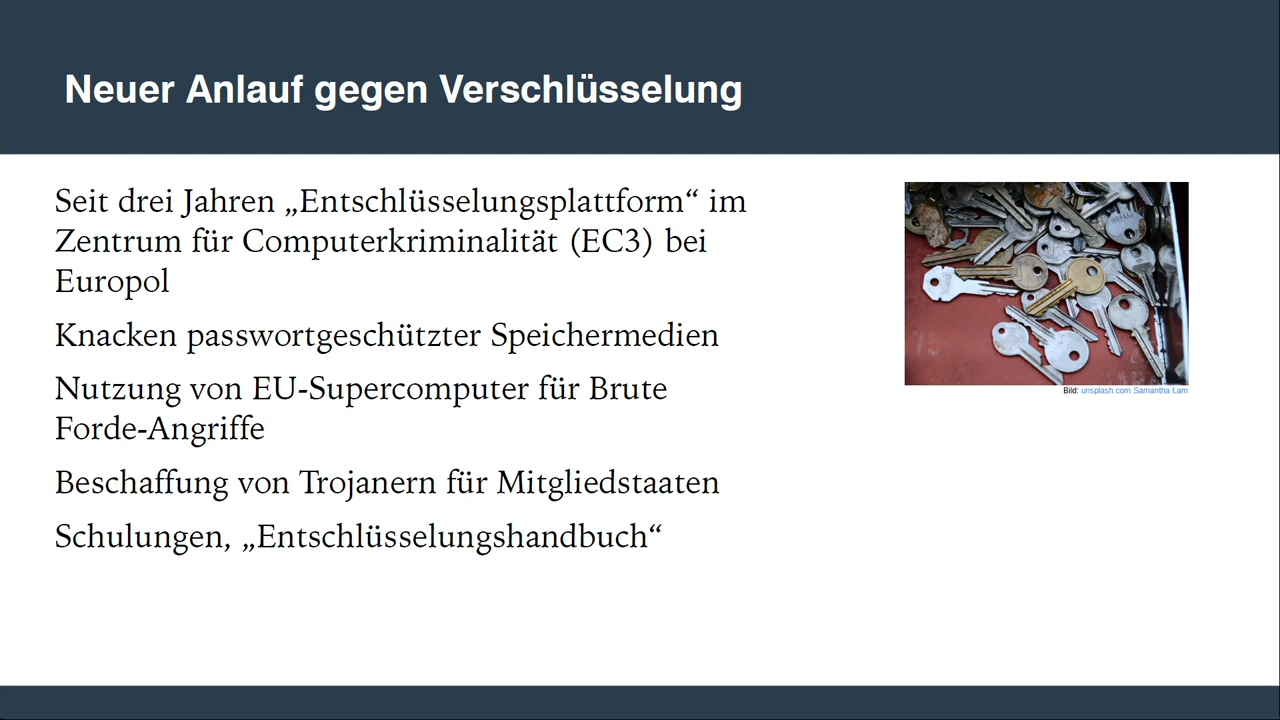 Neuer Anlauf gegen Verschlüsselung
Seit drei Jahren „Entschlüsselungsplattform“ im
Zentrum für Computerkriminalität (EC3) bei
Europol
Knacken passwortgeschützter Speichermedien
Nutzung von EU-Supercomputer für Brute
Forde-Angriffe
Beschaffung von Trojanern für Mitgliedstaaten
Schulungen, „Entschlüsselungshandbuch“
Bild: unsplash.com Samantha Lam